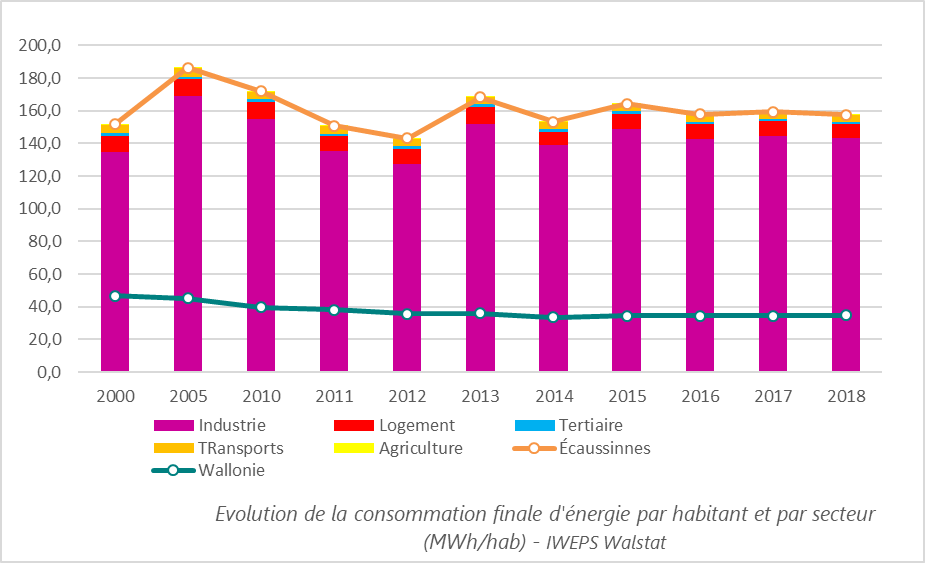 200,0
180,0
160,0
140,0
120,0
100,0
80,0
60,0
40,0
20,0
0,0
2000 2005 2010 2011 2012 2013 2014 2015 2016 2017 2018
Industrie Logement Tertiaire
TRansports Agriculture Écaussinnes
Wallonie
Evolution de la consommation finale d'énergie par habitant et par secteur
(MWh/hab) - IWEPS Walstat